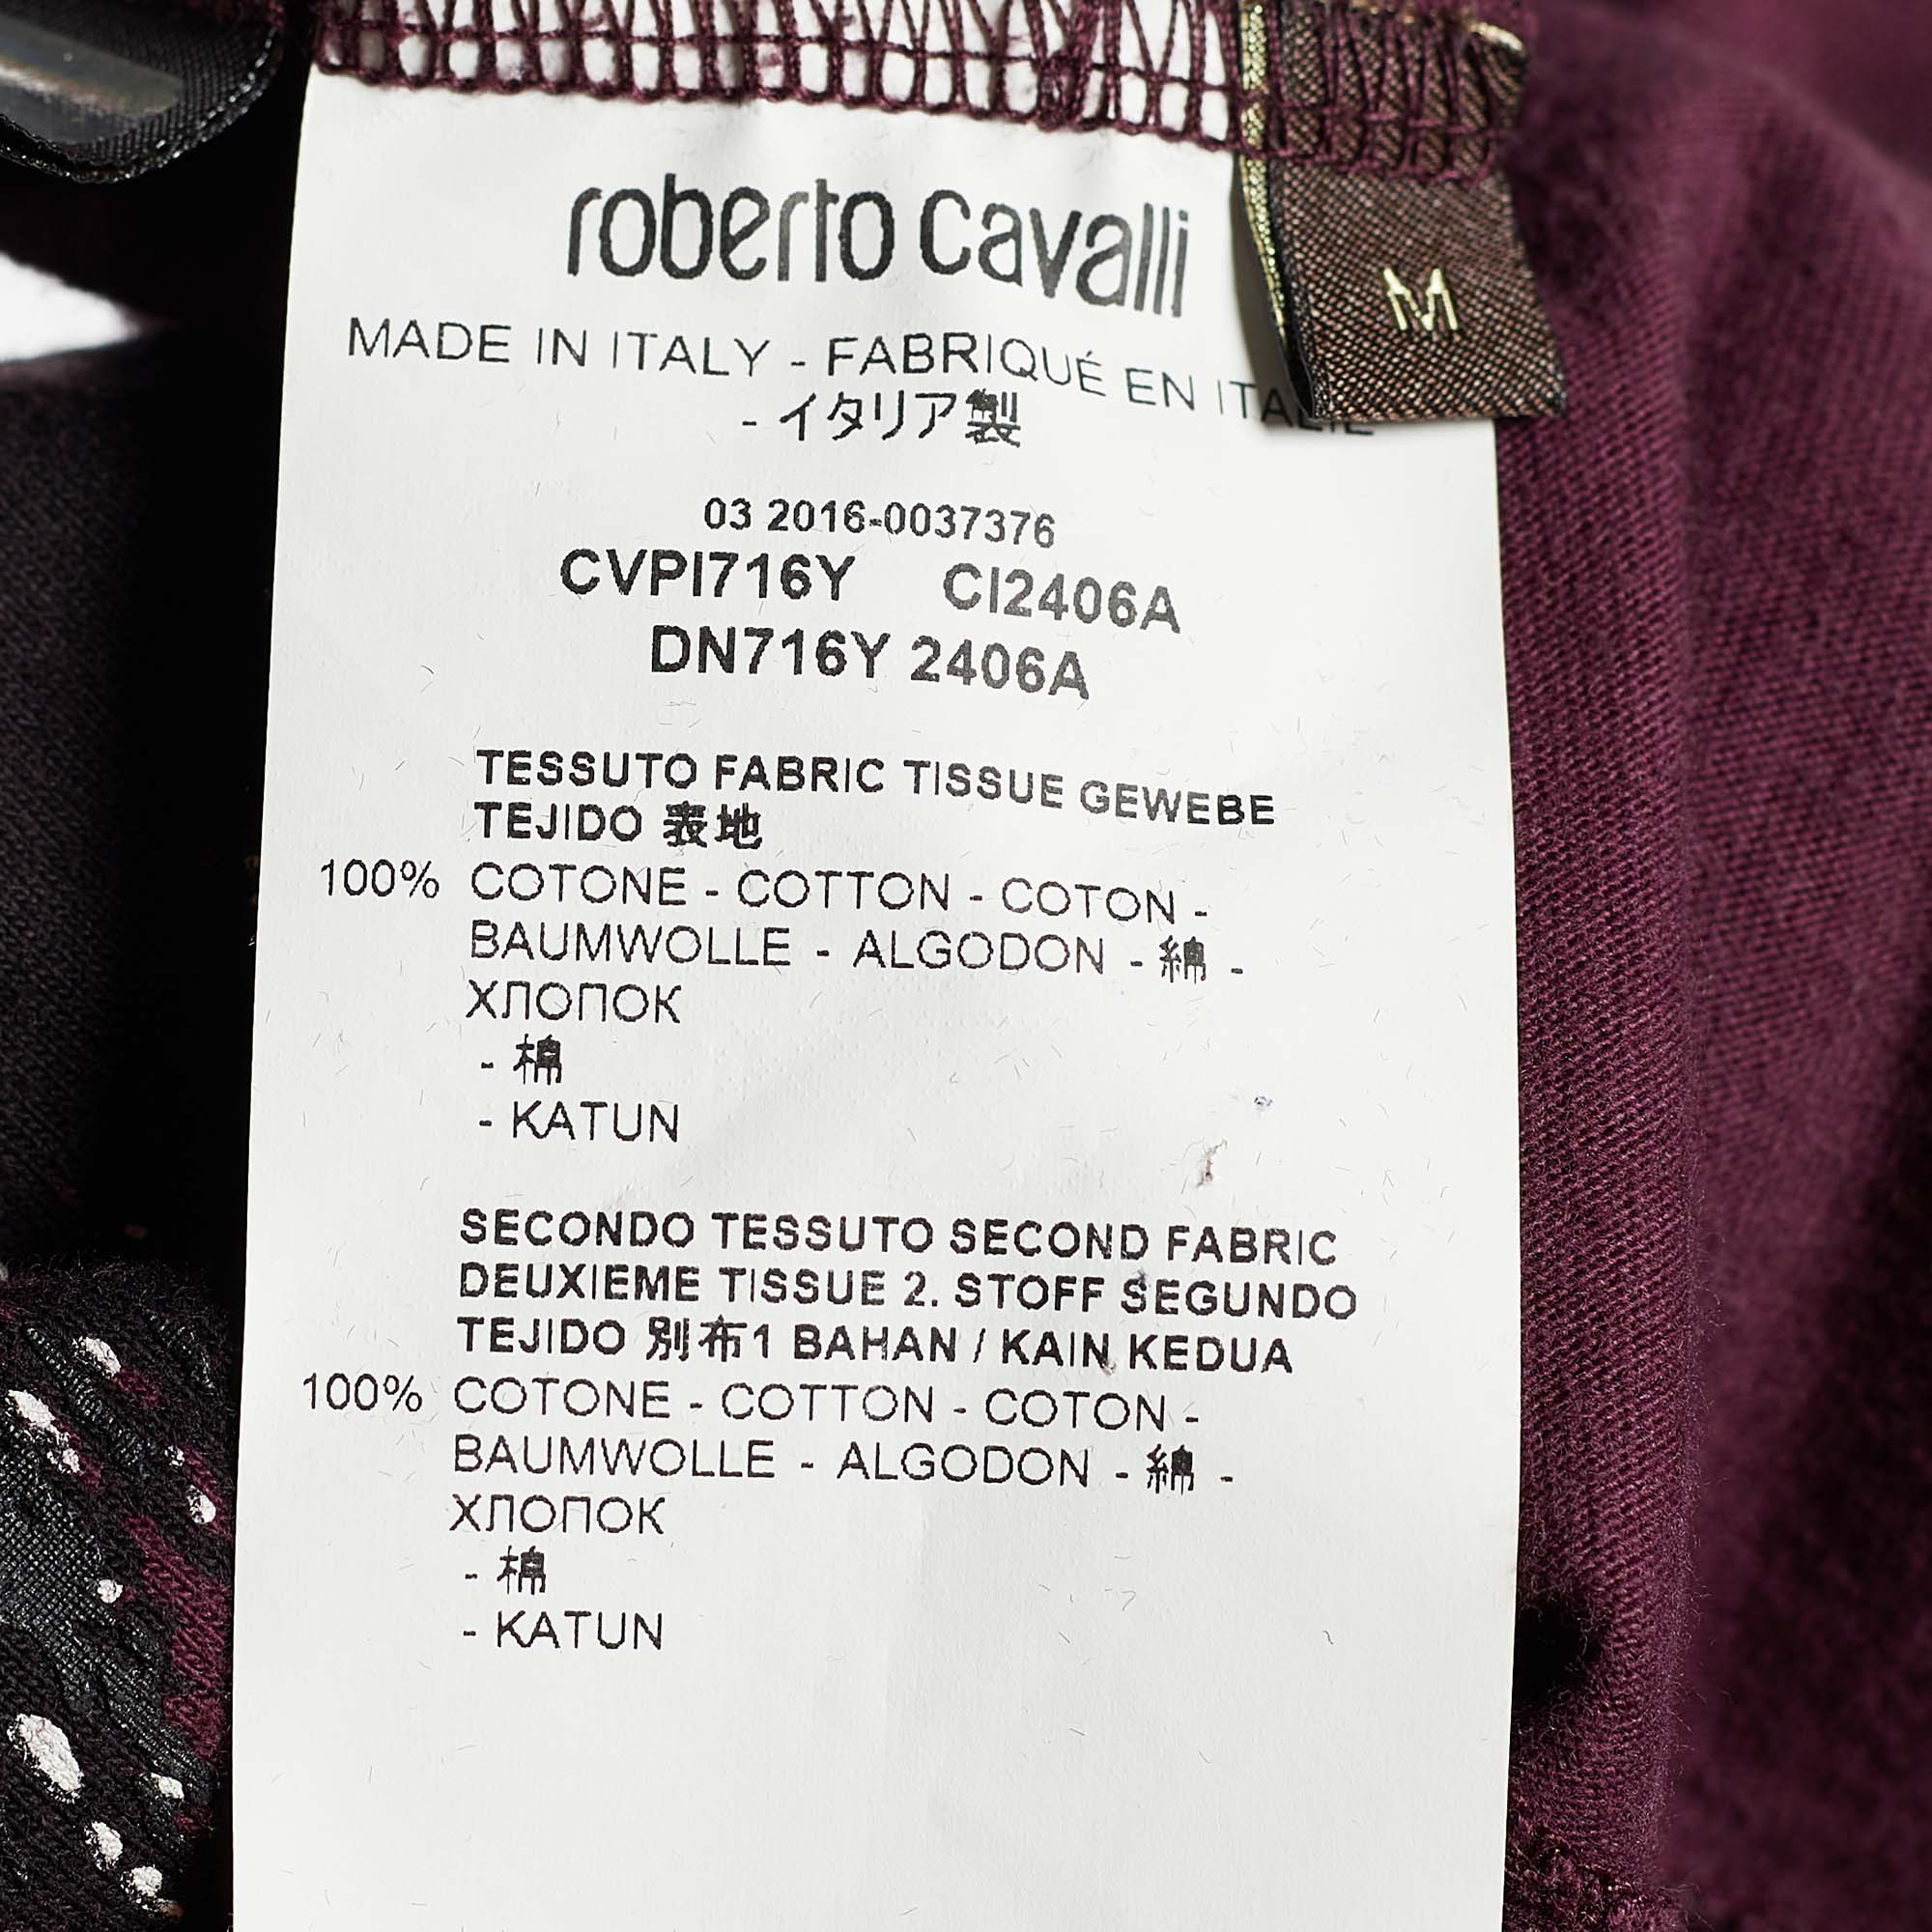 roberto cavalli
M
MADE IN ITALY - FABRIQUÉ EN ITALIE
- イタリア製
03 2016-0037376
CVPI716Y CI2406A
DN716Y 2406A
TESSUTO FABRIC TISSUE GEWEBE
TEJIDO 表地
100% COTONE - COTTON - COTON -
BAUMWOLLE - ALGODON - 綿 -
ХЛОПОК
- 棉
- KATUN
SECONDO TESSUTO SECOND FABRIC
DEUXIEME TISSUE 2. STOFF SEGUNDO
TEJIDO 別布1 BAHAN / KAIN KEDUA
100% COTONE - COTTON - COTON -
BAUMWOLLE - ALGODON - 綿 -
ХЛОПОК
- 棉
- KATUN